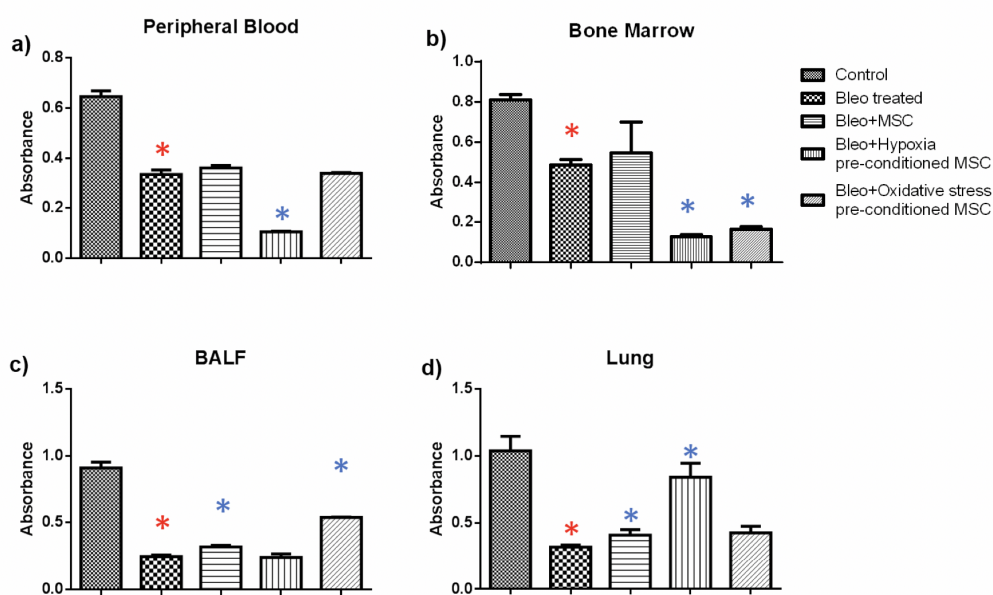 a)
Peripheral Blood
Absorbance
0.8
0.6
0.4
0.2
0.0
*
*
b)
Bone Marrow
Absorbance
1.0
0.8
0.6
0.4
0.2
0.0
*
*
*
Control
Bleo treated
Bleo+MSC
Bleo+Hypoxia
pre-conditioned MSC
Bleo+Oxidative stress
pre-conditioned MSC
c)
BALF
Absorbance
1.5
1.0
0.5
0.0
*
*
*
d)
Lung
Absorbance
1.5
1.0
0.5
0.0
*
*
*